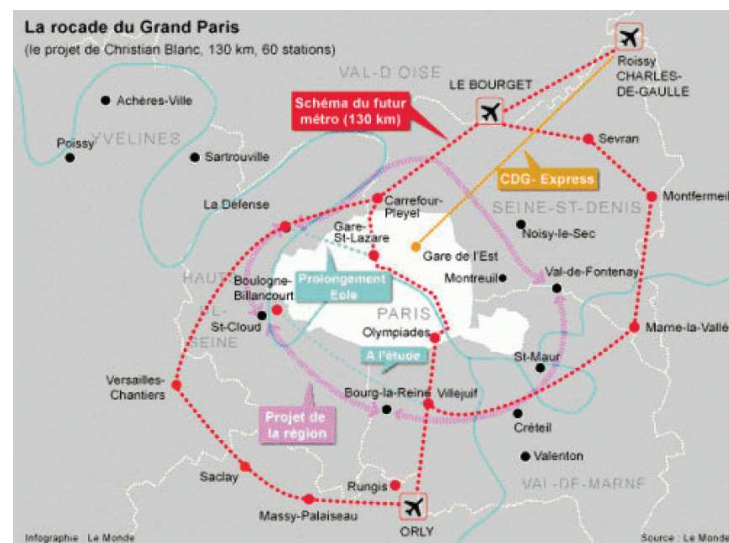 La rocade du Grand Paris
(le projet de Christian Blanc, 130 km, 60 stations)
Roissy
CHARLES-
DE-GAULLE
VAL-D OISE
LE BOURGET
Achères-Ville
Schéma du futur
métro (130 km)
YVELINES
Poissy
Sartrouville
Sevran
CDG- Express
Montfermeil
La Défense
Carrefour-
Pleyel
SEINE-ST-DENIS
Gare-
St-Lazare
Noisy-le-Sec
Gare de l'Est
Montreuil
Val-de-Fontenay
Prolongement
Eole
Boulogne-
Billancourt
PARIS
St-Cloud
SEINE
Olympiades
Marne-la-Vallé
A l'étude
St-Maur
Versailles-
Chantiers
Bourg-la-Reine
Villejuif
Projet de
la région
Créteil
Valenton
Saclay
Rungis
VAL-DE-MARNE
Massy-Palaiseau
ORLY
Infographie : Le Monde
Source : Le Monde